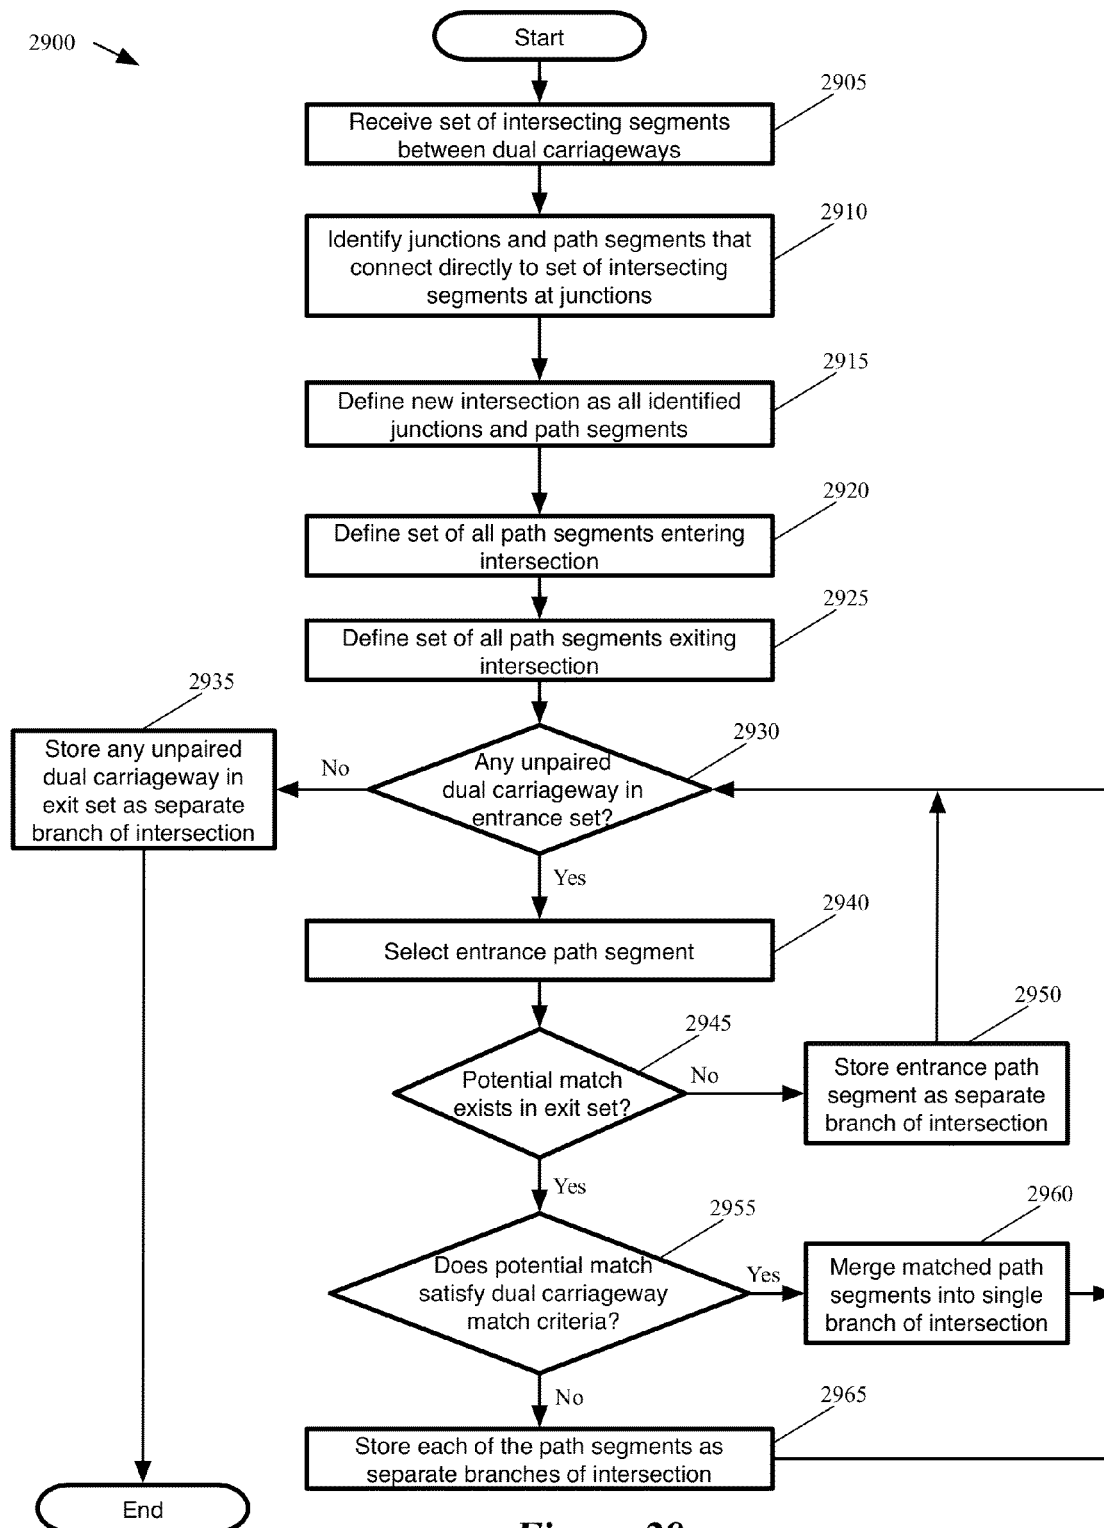 2900
Start
2905
Receive set of intersecting segments
between dual carriageways
2910
Identify junctions and path segments that
connect directly to set of intersecting
segments at junctions
2915
Define new intersection as all identified
junctions and path segments
2920
Define set of all path segments entering
intersection
2925
Define set of all path segments exiting
intersection
2935
Store any unpaired
dual carriageway in
exit set as separate
branch of intersection
No
2930
Any unpaired
dual carriageway in
entrance set?
Yes
2940
Select entrance path segment
2945
Potential match
exists in exit set?
No
2950
Store entrance path
segment as separate
branch of intersection
Yes
2955
Does potential match
satisfy dual carriageway
match criteria?
Yes
2960
Merge matched path
segments into single
branch of intersection
No
2965
Store each of the path segments as
separate branches of intersection
End